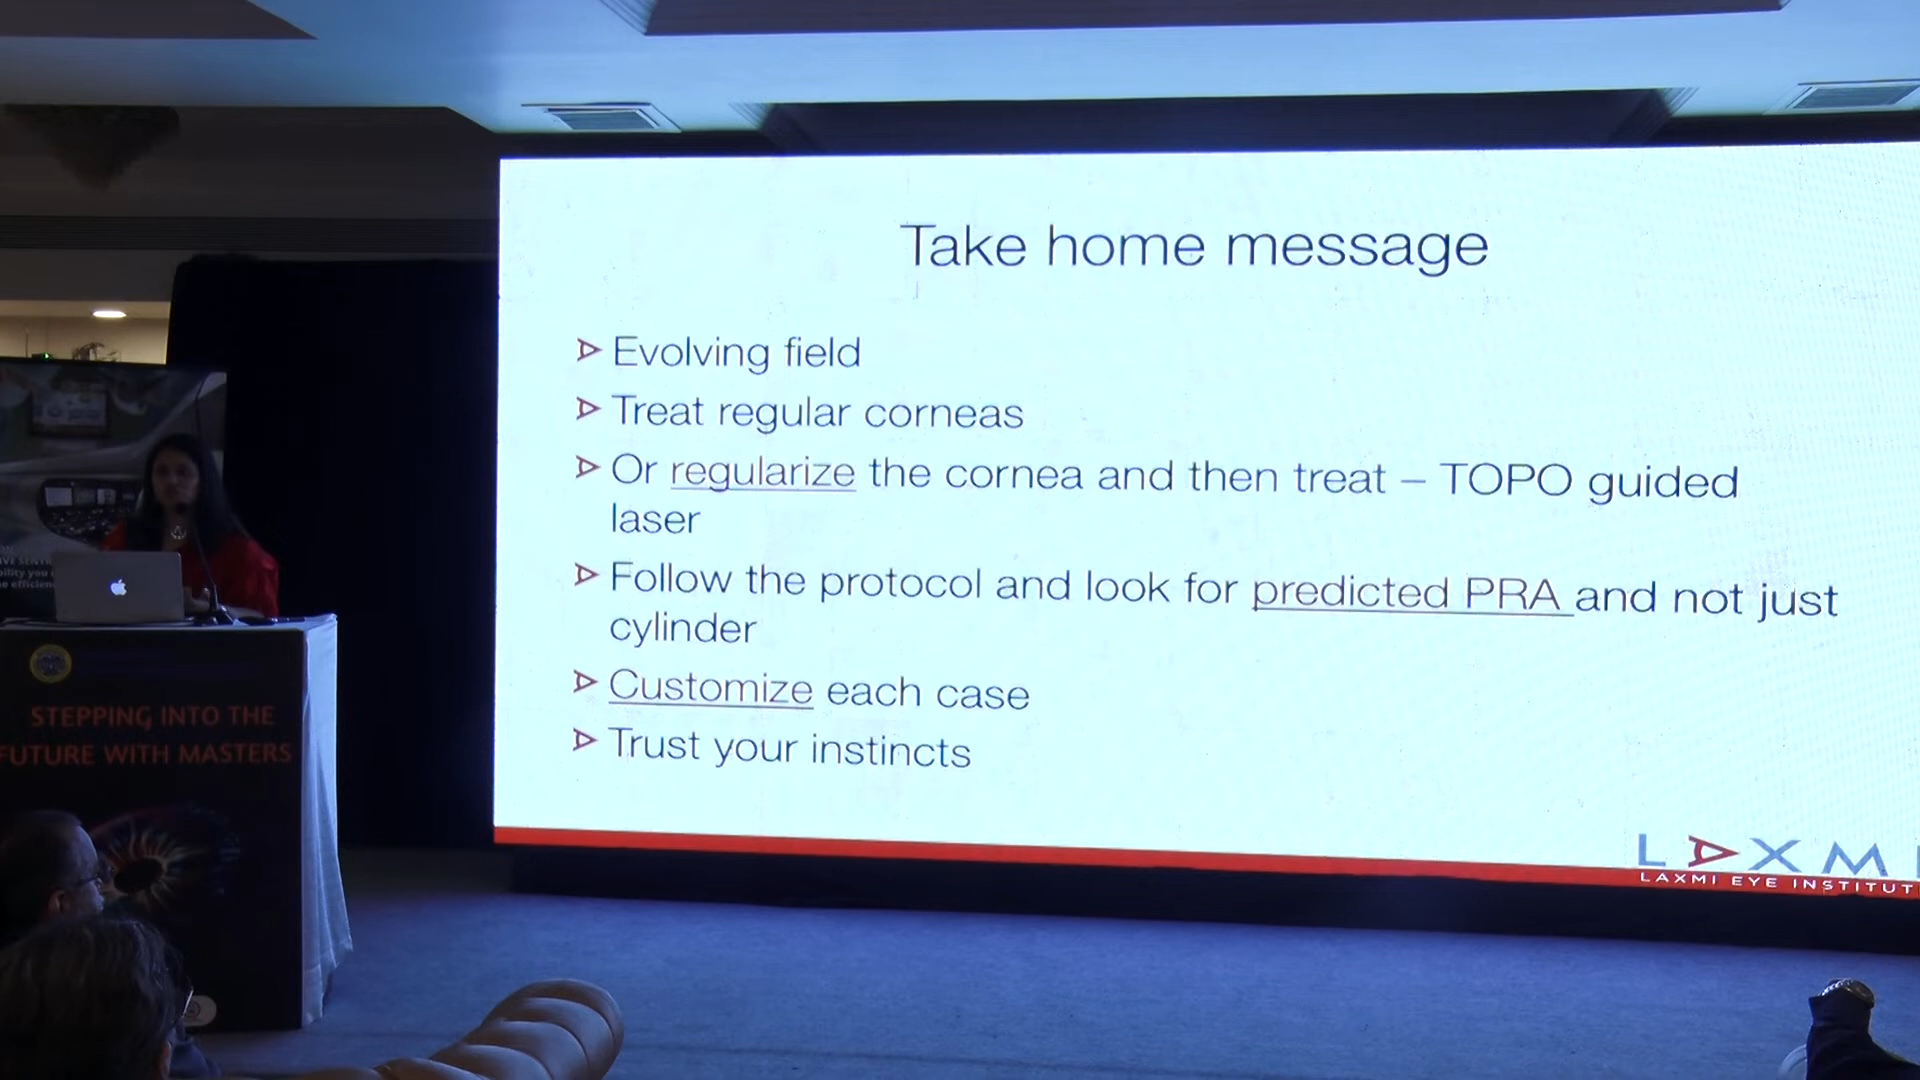 Take home message
Evolving field
Treat regular corneas
Or regularize the cornea and then treat – TOPO guided
laser
Follow the protocol and look for predicted PRA and not just
cylinder
Customize each case
Trust your instincts
LAXM
LAXMI EYE INSTITUT
STEPPING INTO THE
FUTURE WITH MASTERS